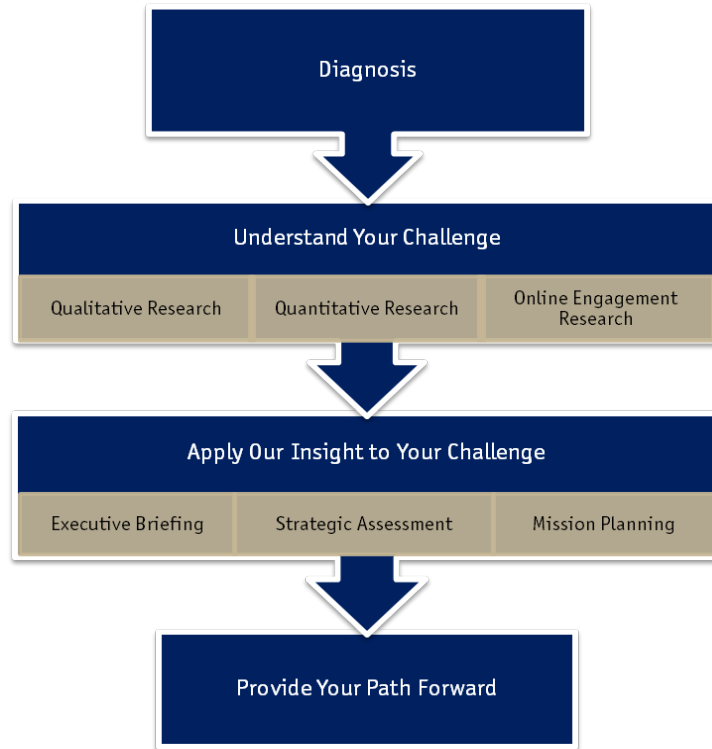 Diagnosis
Understand Your Challenge
Qualitative Research
Quantitative Research
Online Engagement
Research
Apply Our Insight to Your Challenge
Executive Briefing
Strategic Assessment
Mission Planning
Provide Your Path Forward